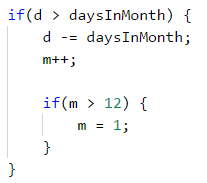 if(d > daysInMonth) {
    d -= daysInMonth;
    m++;

    if(m > 12) {
        m = 1;
    }
}